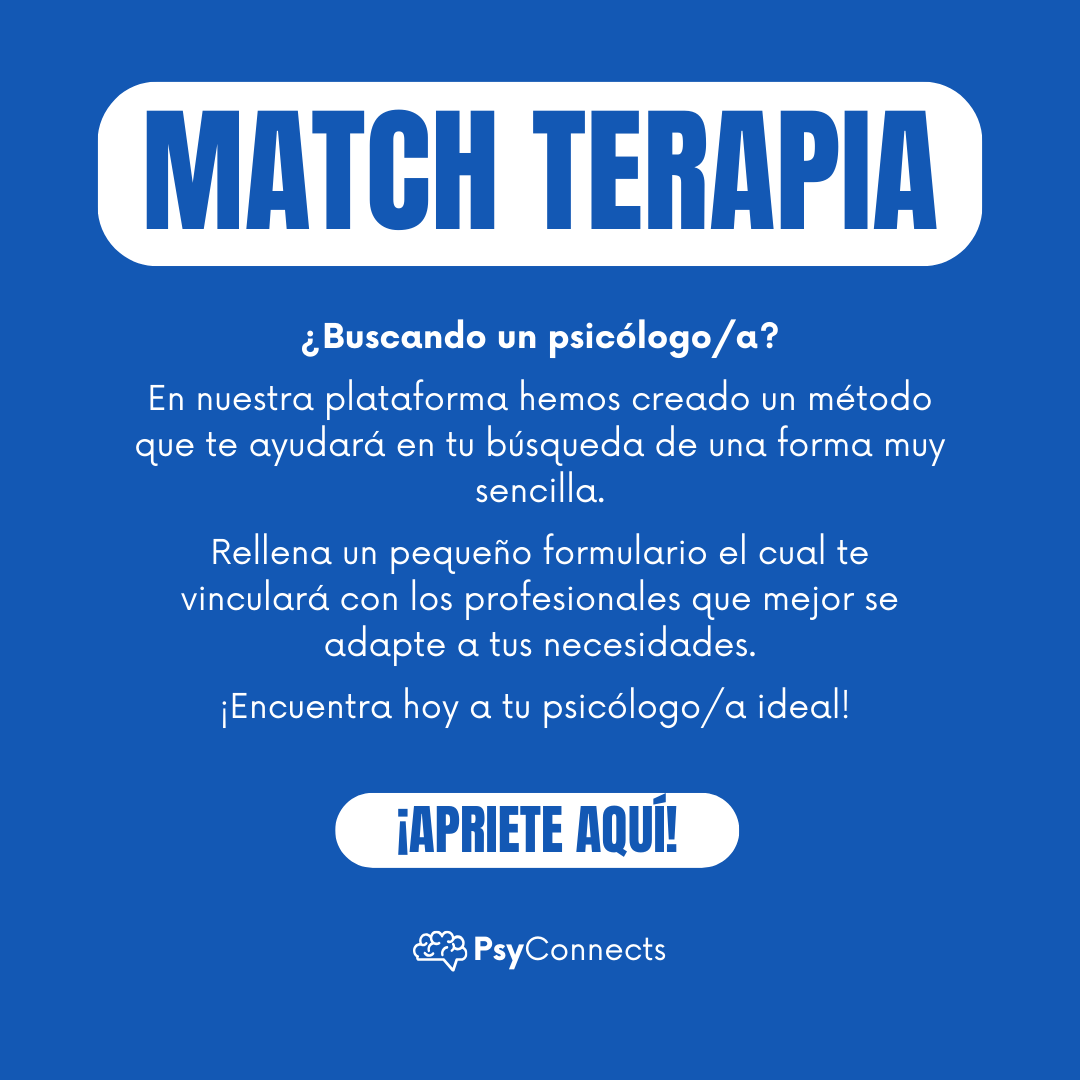 MATCH TERAPIA
¿Buscando un psicólogo/a?
En nuestra plataforma hemos creado un método
que te ayudará en tu búsqueda de una forma muy
sencilla.
Rellena un pequeño formulario el cual te
vinculará con los profesionales que mejor se
adapte a tus necesidades.
¡Encuentra hoy a tu psicólogo/a ideal!
¡APRIETE AQUÍ!
PsyConnects